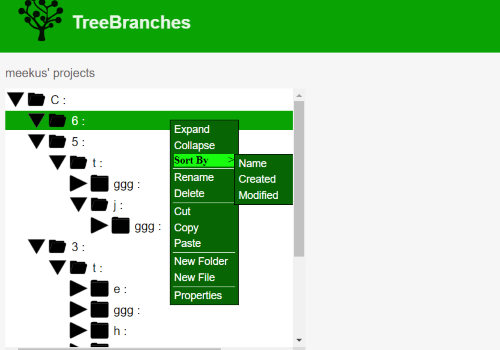 TreeBranches
meekus' projects
C :
6 :
5 :
t :
ggg :
j :
ggg :
3 :
t :
e :
ggg :
h :
Expand
Collapse
Sort By >
Rename
Delete
Cut
Copy
Paste
New Folder
New File
Properties
Name
Created
Modified